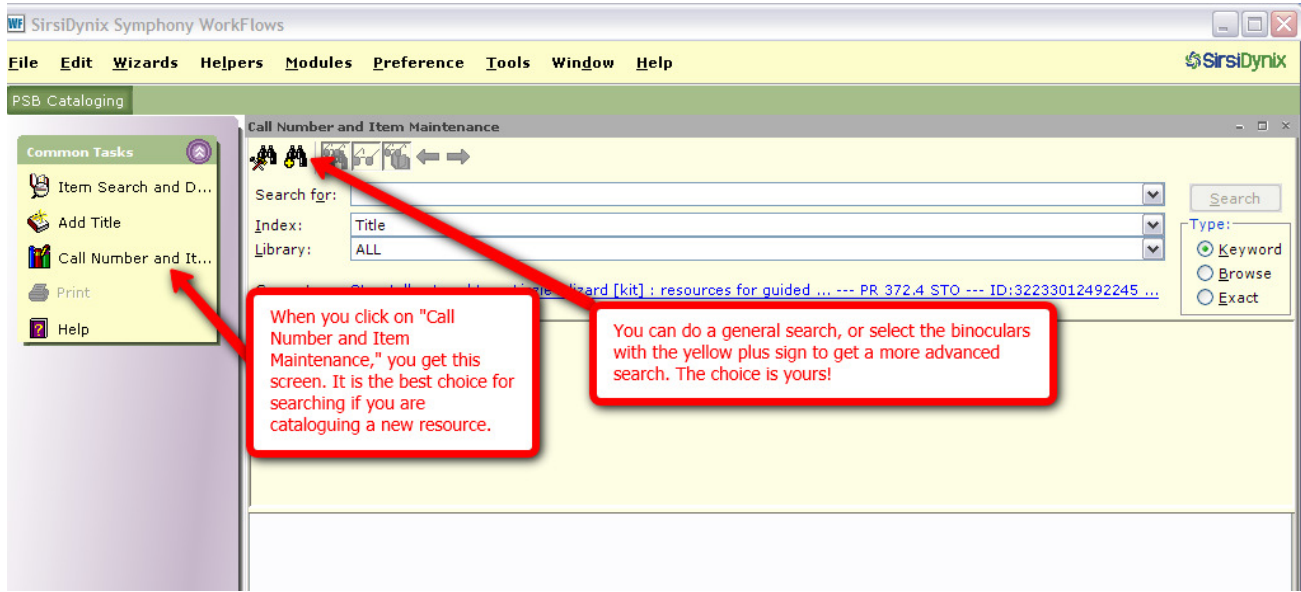 SirsiDynix Symphony WorkFlows
File Edit Wizards Helpers Modules Preference Tools Window Help
SirsiDynix
PSB Cataloging
Common Tasks
Item Search and D...
Add Title
Call Number and It...
Print
Help
Call Number and Item Maintenance
Search for:
Search
Index: Title
Library: ALL
Type:
Keyword
Browse
Exact
[kit] : resources for guided ... --- PR 372.4 STO --- ID:32233012492245 ...
When you click on "Call
Number and Item
Maintenance," you get this
screen. It is the best choice for
searching if you are
cataloguing a new resource.
You can do a general search, or select the binoculars
with the yellow plus sign to get a more advanced
search. The choice is yours!